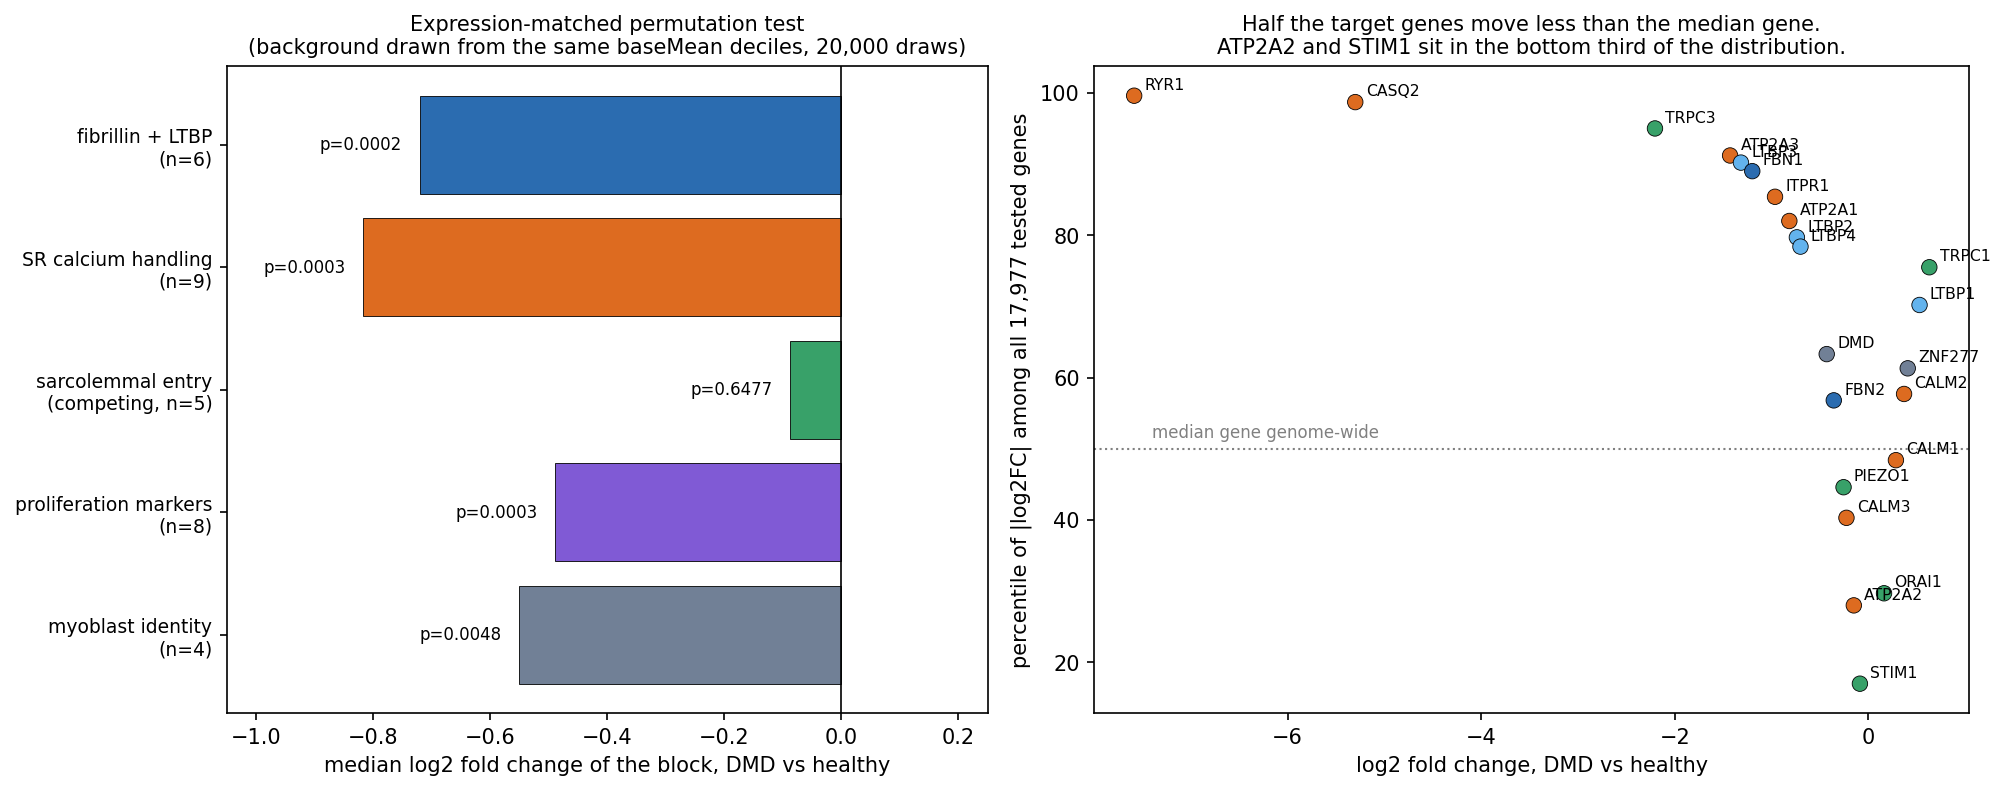 Expression-matched permutation test
(background drawn from the same baseMean deciles, 20,000 draws)
fibrillin + LTBP
(n=6)
p=0.0002
SR calcium handling
(n=9)
p=0.0003
sarcolemmal entry
(competing, n=5)
p=0.6477
proliferation markers
(n=8)
p=0.0003
myoblast identity
(n=4)
p=0.0048
−1.0
−0.8
−0.6
−0.4
−0.2
0.0
0.2
median log2 fold change of the block, DMD vs healthy
Half the target genes move less than the median gene.
ATP2A2 and STIM1 sit in the bottom third of the distribution.
percentile of |log2FC| among all 17,977 tested genes
100
80
60
40
20
RYR1
CASQ2
TRPC3
ATP2A3
LTBP3
FBN1
ITPR1
ATP2A1
LTBP2
LTBP4
TRPC1
LTBP1
DMD
ZNF277
CALM2
FBN2
median gene genome-wide
CALM1
PIEZO1
CALM3
ORAI1
ATP2A2
STIM1
−6
−4
−2
0
log2 fold change, DMD vs healthy